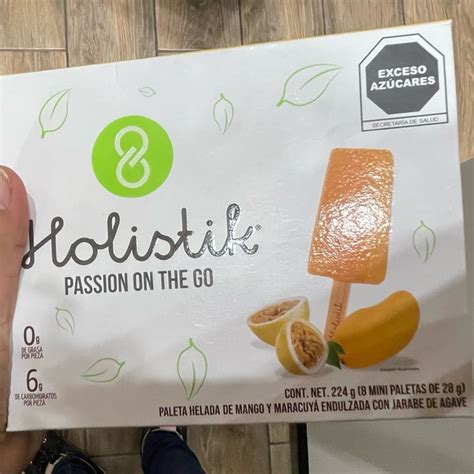 EXCESO
AZÚCARES
SECRETARÍA DE SALUD
Holistik®
PASSION ON THE GO
0g
DE GRASA
POR PIEZA
6g
DE CARBOHIDRATOS
POR PIEZA
Holistik
CONT. NET. 224 g (8 MINI PALETAS DE 28 g)
PALETA HELADA DE MANGO Y MARACUYÁ ENDULZADA CON JARABE DE AGAVE